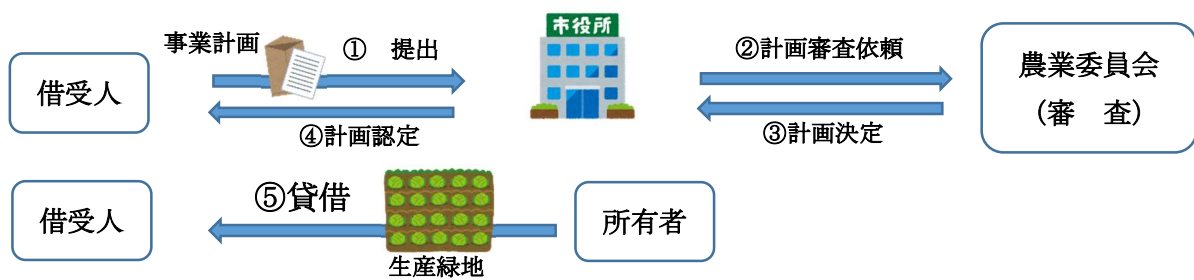 事業計画
① 提出
市役所
②計画審査依頼
農業委員会
(審 査)
借受人
④計画認定
③計画決定
借受人
⑤貸借
所有者
生産緑地